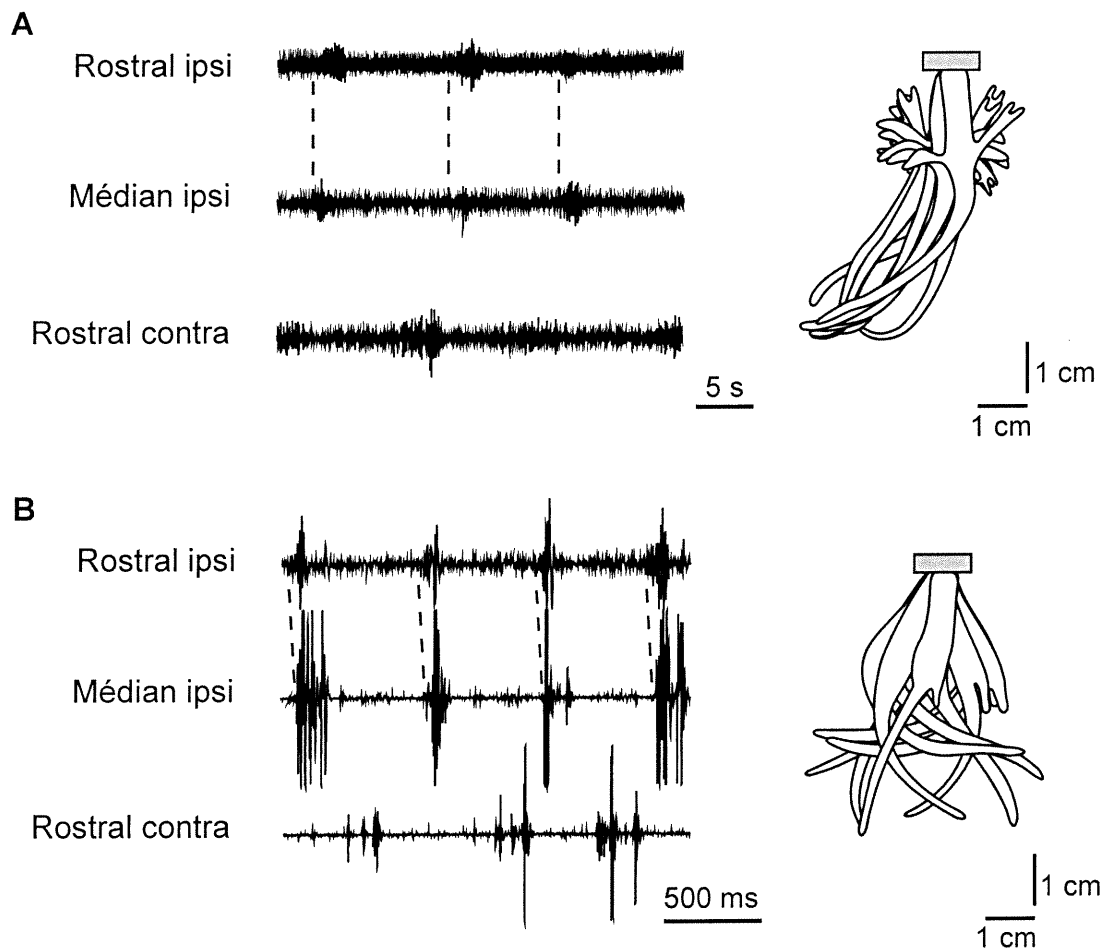 A
Rostral ipsi
Médian ipsi
Rostral contra
5 s
1 cm
1 cm
B
Rostral ipsi
Médian ipsi
Rostral contra
500 ms
1 cm
1 cm